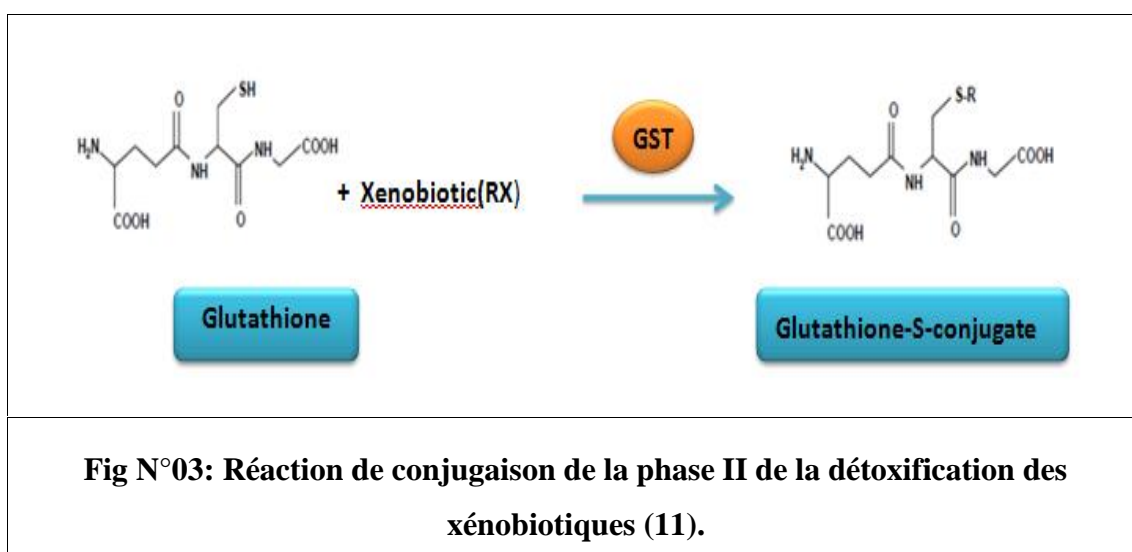 SH
O
H₂N
NH
COOH
NH
COOH
O
+ Xenobiotic(RX)
GST
S-R
O
H₂N
NH
COOH
NH
COOH
O
Glutathione
Glutathione-S-conjugate
Fig N°03: Réaction de conjugaison de la phase II de la détoxification des
xénobiotiques (11).